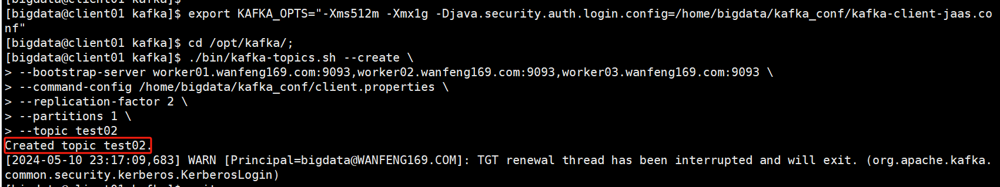 [bigdata@client01 kafka]$
[bigdata@client01 kafka]$ export KAFKA_OPTS="-Xms512m -Xmx1g -Djava.security.auth.login.config=/home/bigdata/kafka_conf/kafka-client-jaas.co
nf"
[bigdata@client01 kafka]$ cd /opt/kafka/;
[bigdata@client01 kafka]$ ./bin/kafka-topics.sh --create \
> --bootstrap-server worker01.wanfeng169.com:9093,worker02.wanfeng169.com:9093,worker03.wanfeng169.com:9093 \
> --command-config /home/bigdata/kafka_conf/client.properties \
> --replication-factor 2 \
> --partitions 1 \
> --topic test02
Created topic test02.
[2024-05-10 23:17:09,683] WARN [Principal=bigdata@WANFENG169.COM]: TGT renewal thread has been interrupted and will exit. (org.apache.kafka.
common.security.kerberos.KerberosLogin)